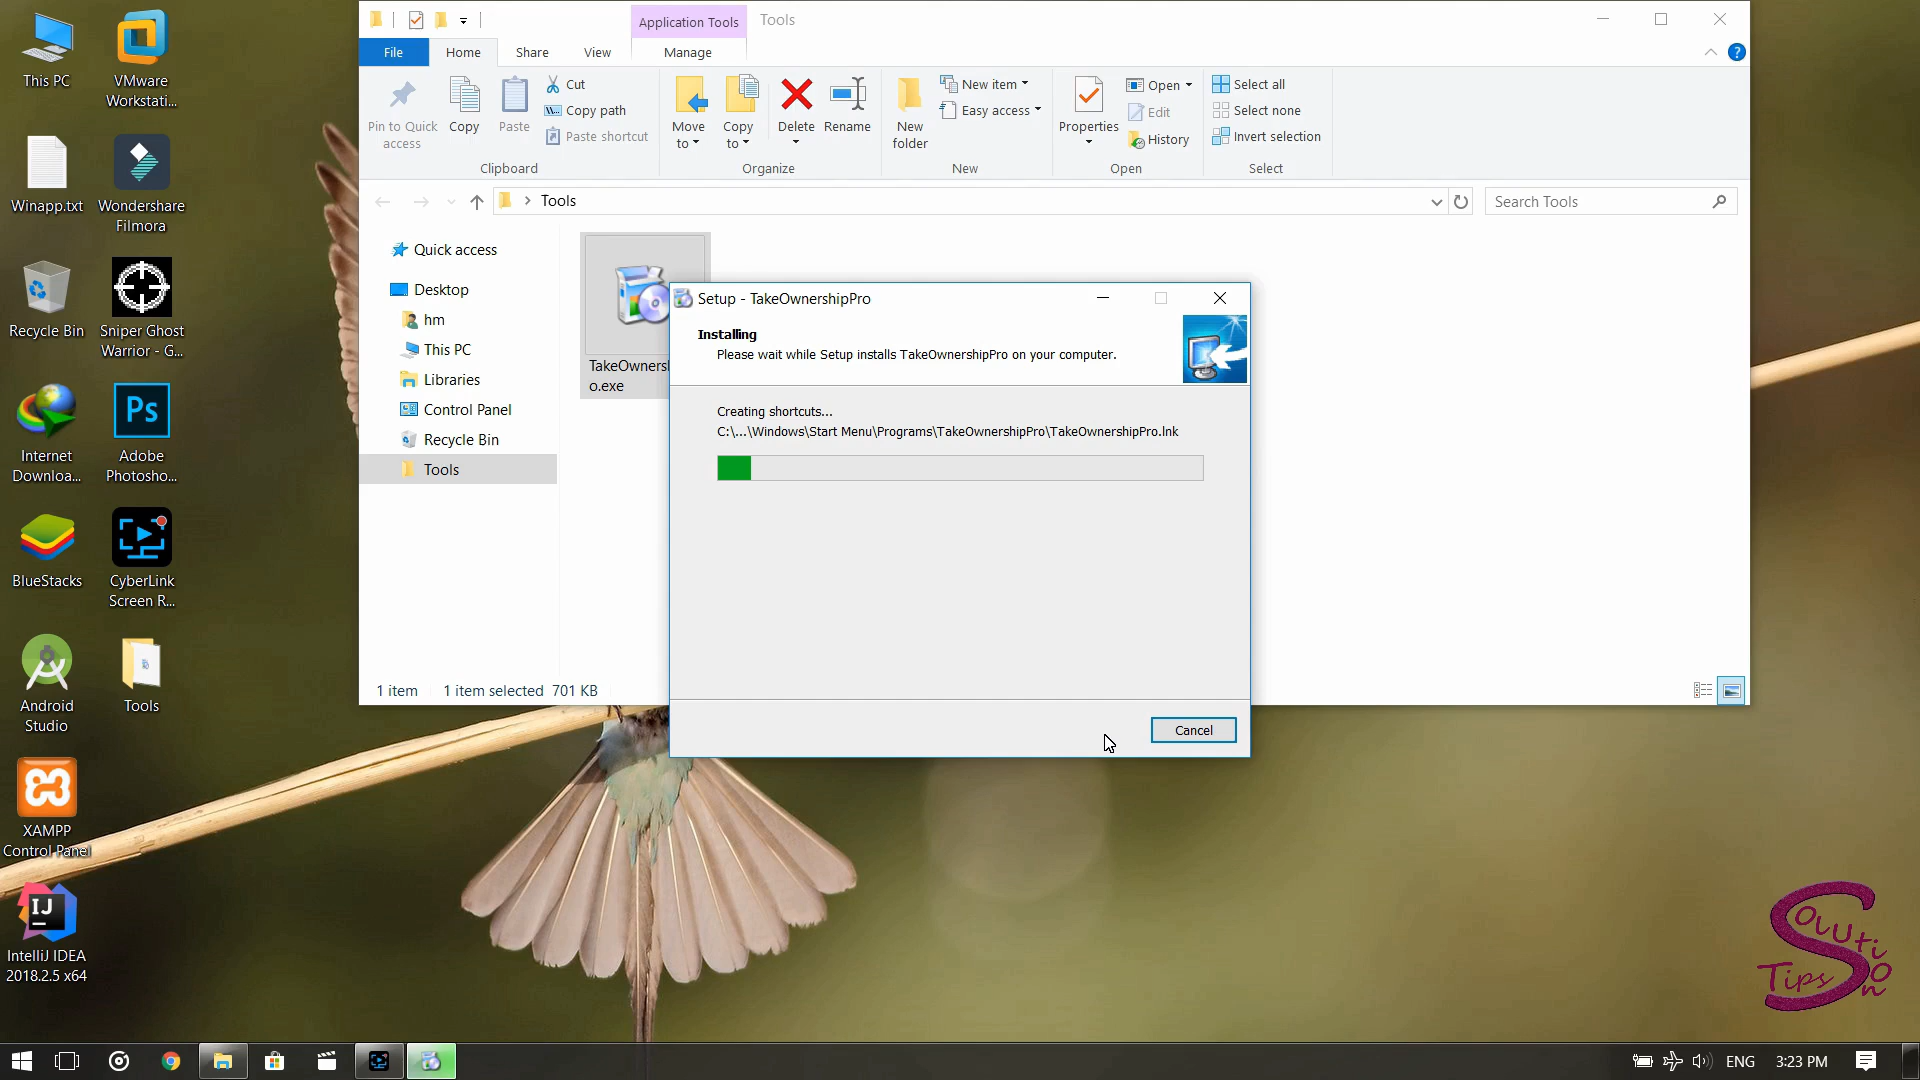 This PC
VMware
Workstati...
Winapp.txt
Wondershare
Filmora
Recycle Bin
Sniper Ghost
Warrior - G...
Internet
Downloa...
Ps
Adobe
Photosho...
BlueStacks
CyberLink
Screen R...
Android
Studio
Tools
XAMPP
Control Panel
IJ
IntelliJ IDEA
2018.2.5 x64
Application Tools
Tools
File
Home
Share
View
Manage
Pin to Quick
access
Copy
Paste
Cut
Copy path
Paste shortcut
Clipboard
Move
to
Copy
to
Delete
Rename
Organize
New
folder
New item
Easy access
New
Properties
Open
Edit
History
Open
Select all
Select none
Invert selection
Select
Tools
Search Tools
Quick access
Desktop
hm
This PC
Libraries
Control Panel
Recycle Bin
Tools
TakeOwnersh
o.exe
1 item
1 item selected 701 KB
Setup - TakeOwnershipPro
Installing
Please wait while Setup installs TakeOwnershipPro on your computer.
Creating shortcuts...
C:\...\Windows\Start Menu\Programs\TakeOwnershipPro\TakeOwnershipPro.lnk
Cancel
Solution
Tips
ENG
3:23 PM